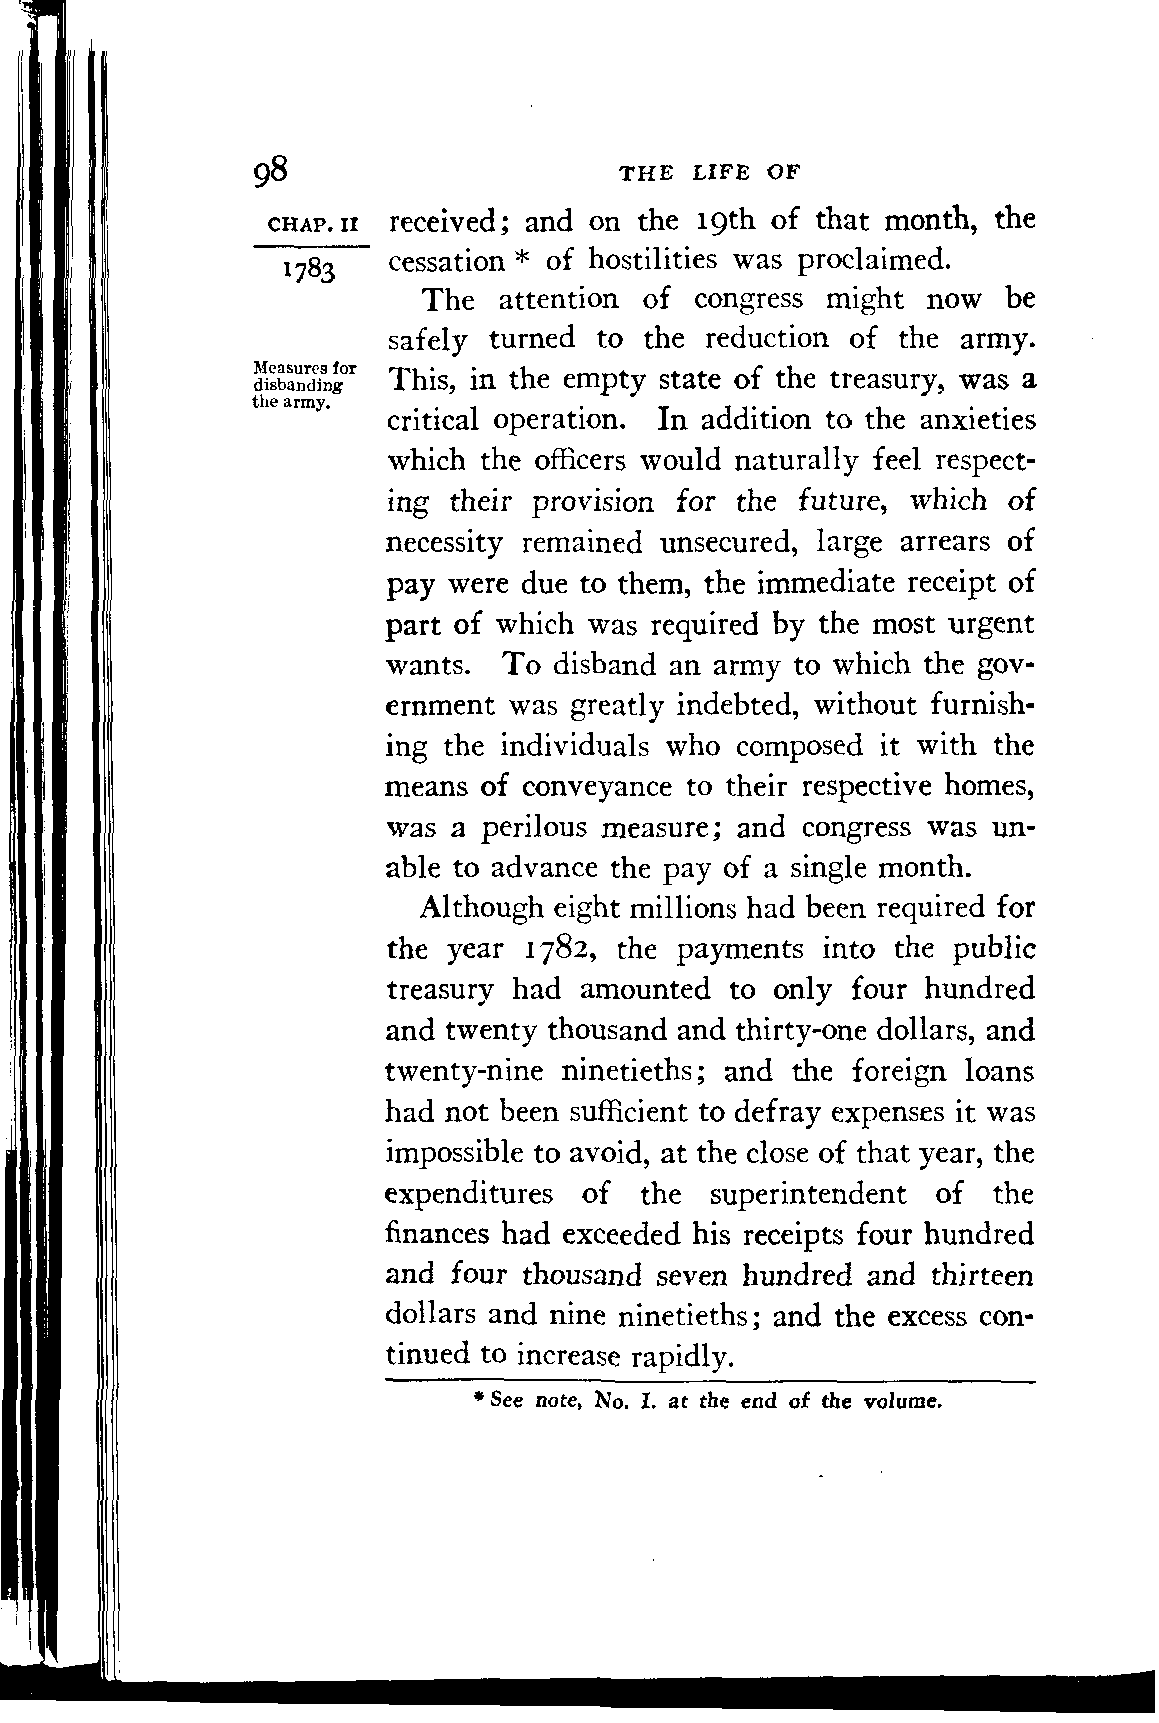 98 THE LIFE OF
CHAP. II
1783
received; and on the 19th of that month, the
cessation * of hostilities was proclaimed.
The attention of congress might now be
safely turned to the reduction of the army.
Measures for
disbanding
the army.
This, in the empty state of the treasury, was a
critical operation. In addition to the anxieties
which the officers would naturally feel respect-
ing their provision for the future, which of
necessity remained unsecured, large arrears of
pay were due to them, the immediate receipt of
part of which was required by the most urgent
wants. To disband an army to which the gov-
ernment was greatly indebted, without furnish-
ing the individuals who composed it with the
means of conveyance to their respective homes,
was a perilous measure; and congress was un-
able to advance the pay of a single month.
Although eight millions had been required for
the year 1782, the payments into the public
treasury had amounted to only four hundred
and twenty thousand and thirty-one dollars, and
twenty-nine ninetieths; and the foreign loans
had not been sufficient to defray expenses it was
impossible to avoid, at the close of that year, the
expenditures of the superintendent of the
finances had exceeded his receipts four hundred
and four thousand seven hundred and thirteen
dollars and nine ninetieths; and the excess con-
tinued to increase rapidly.
* See note, No. I. at the end of the volume.